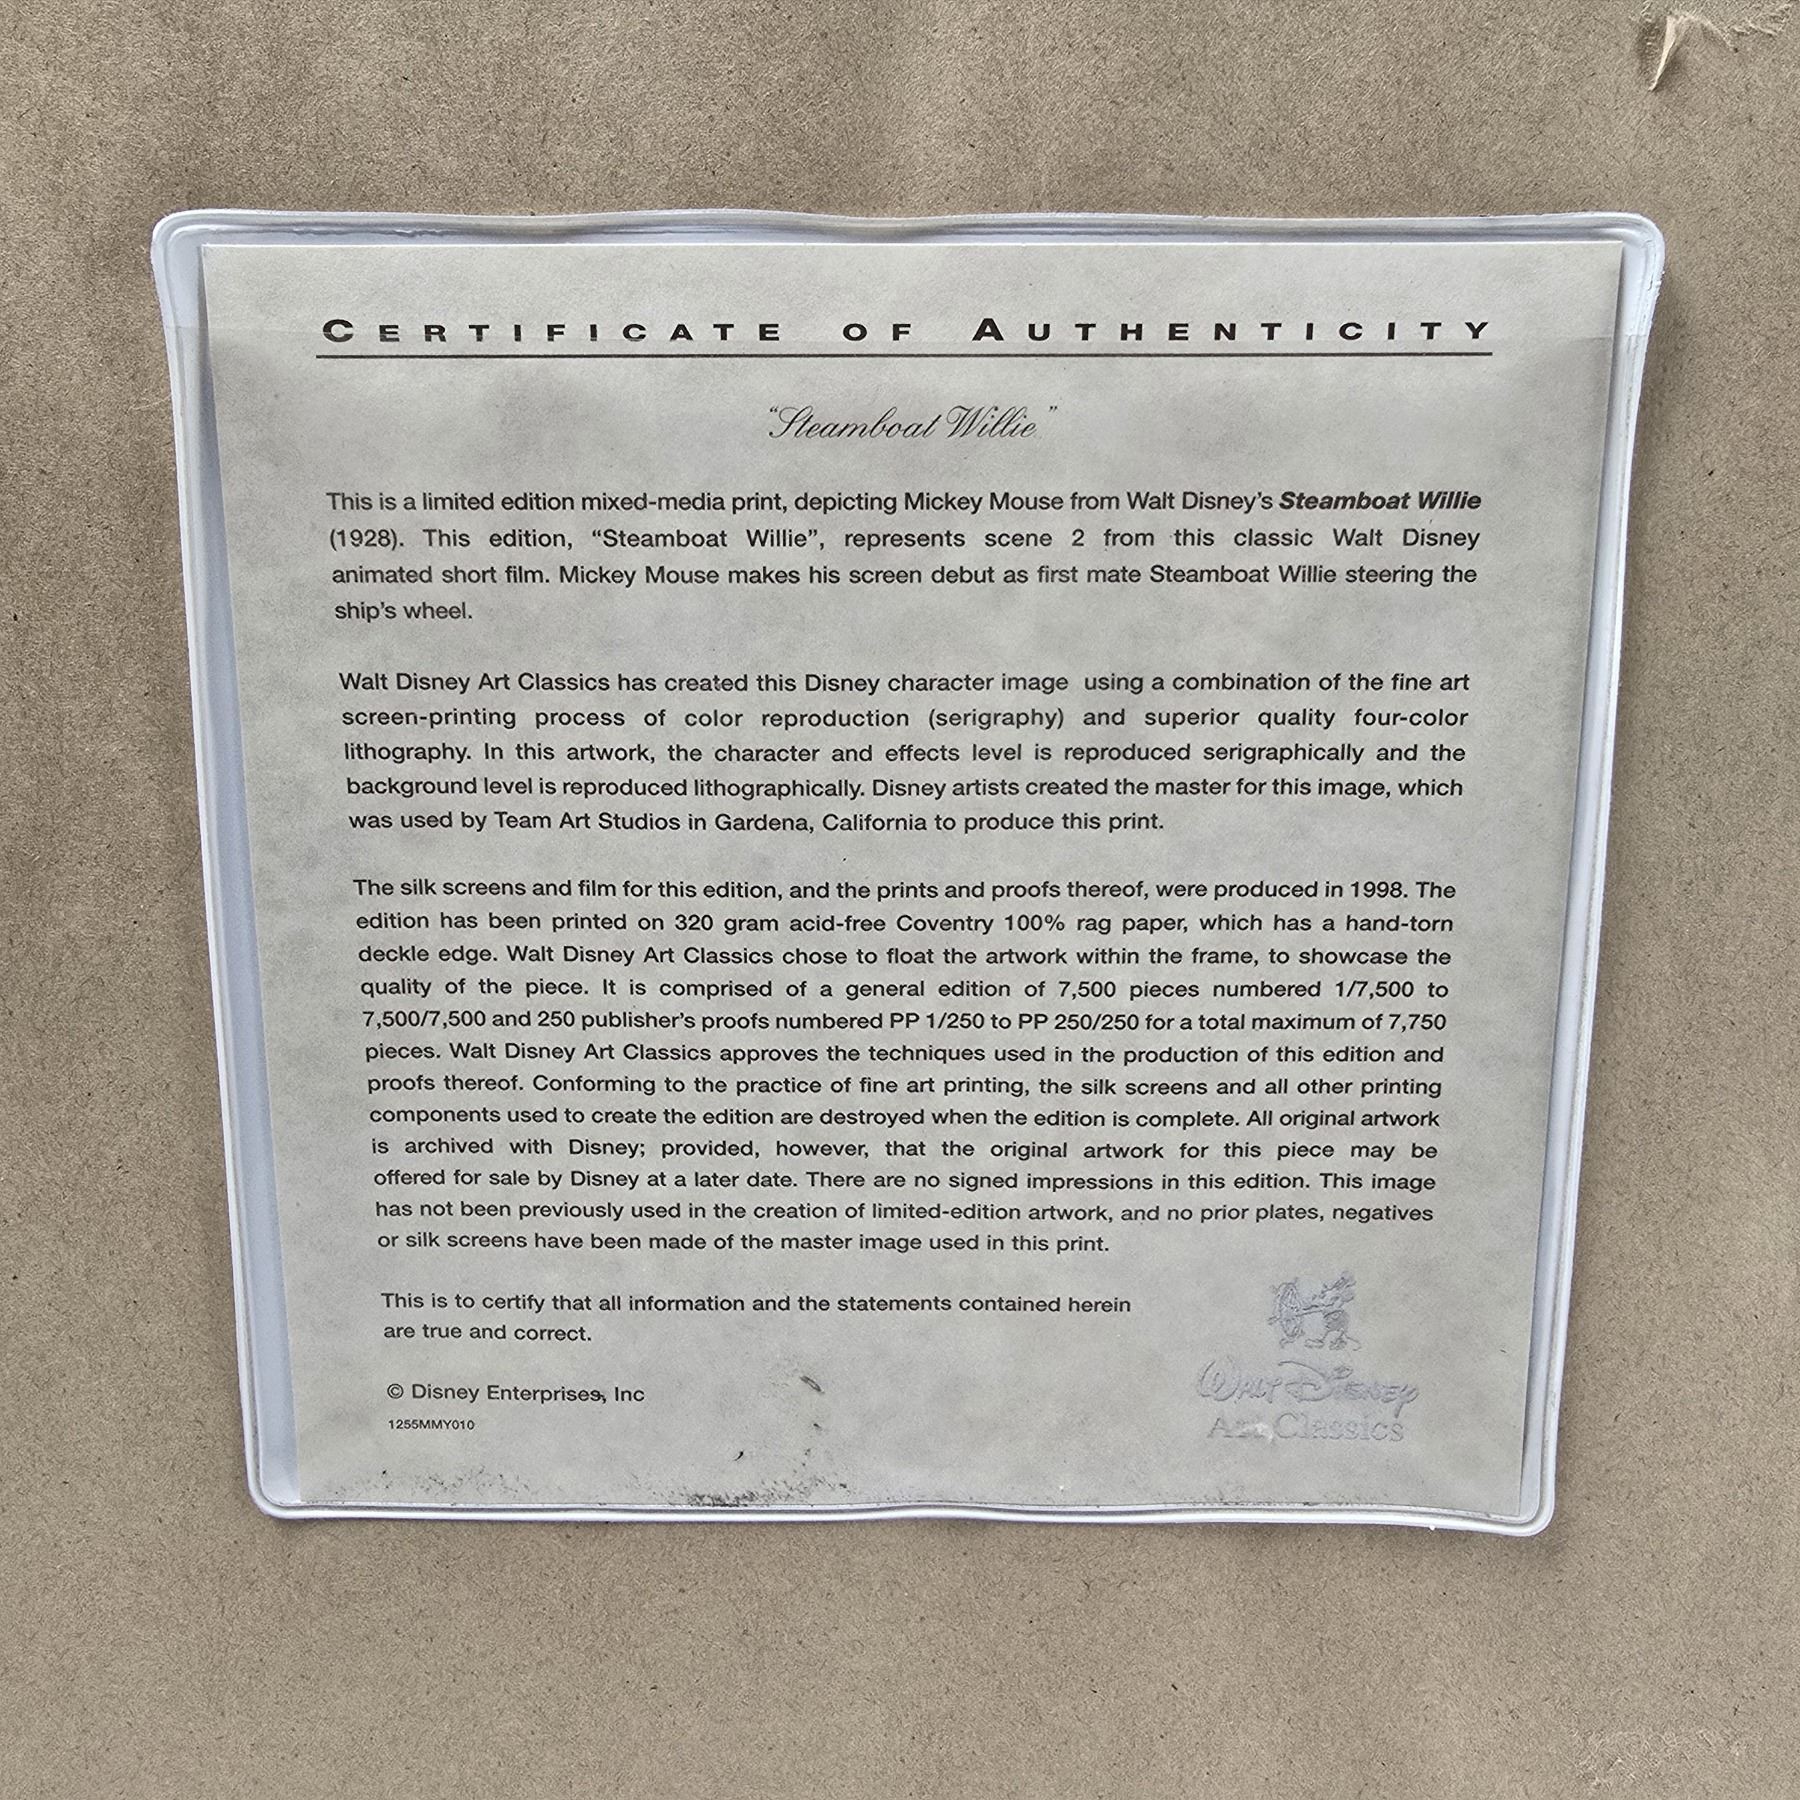 CERTIFICATE OF AUTHENTICITY
“Steamboat Willie”
This is a limited edition mixed-media print, depicting Mickey Mouse from Walt Disney’s Steamboat Willie
(1928). This edition, “Steamboat Willie”, represents scene 2 from this classic Walt Disney
animated short film. Mickey Mouse makes his screen debut as first mate Steamboat Willie steering the
ship’s wheel.
Walt Disney Art Classics has created this Disney character image using a combination of the fine art
screen-printing process of color reproduction (serigraphy) and superior quality four-color
lithography. In this artwork, the character and effects level is reproduced serigraphically and the
background level is reproduced lithographically. Disney artists created the master for this image, which
was used by Team Art Studios in Gardena, California to produce this print.
The silk screens and film for this edition, and the prints and proofs thereof, were produced in 1998. The
edition has been printed on 320 gram acid-free Coventry 100% rag paper, which has a hand-torn
deckle edge. Walt Disney Art Classics chose to float the artwork within the frame, to showcase the
quality of the piece. It is comprised of a general edition of 7,500 pieces numbered 1/7,500 to
7,500/7,500 and 250 publisher’s proofs numbered PP 1/250 to PP 250/250 for a total maximum of 7,750
pieces. Walt Disney Art Classics approves the techniques used in the production of this edition and
proofs thereof. Conforming to the practice of fine art printing, the silk screens and all other printing
components used to create the edition are destroyed when the edition is complete. All original artwork
is archived with Disney; provided, however, that the original artwork for this piece may be
offered for sale by Disney at a later date. There are no signed impressions in this edition. This image
has not been previously used in the creation of limited-edition artwork, and no prior plates, negatives
or silk screens have been made of the master image used in this print.
This is to certify that all information and the statements contained herein
are true and correct.
© Disney Enterprises, Inc
1255MMY010
WALT DISNEY
Art Classics